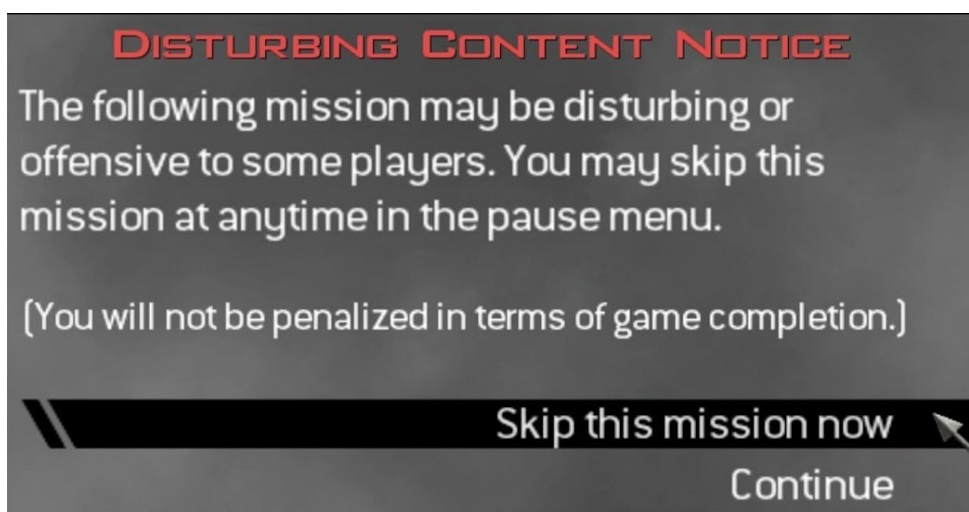 DISTURBING CONTENT NOTICE
The following mission may be disturbing or
offensive to some players. You may skip this
mission at anytime in the pause menu.
(You will not be penalized in terms of game completion.)
Skip this mission now
Continue